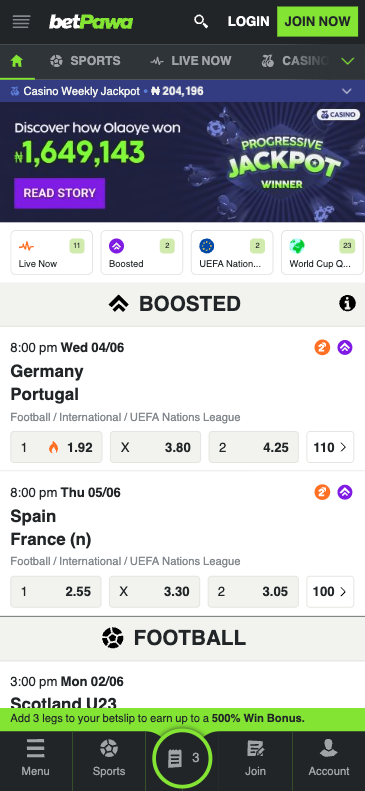 betPawa
LOGIN
JOIN NOW
SPORTS
LIVE NOW
CASINO
Casino Weekly Jackpot • ₦ 204,196
CASINO
Discover how Olaoye won
₦1,649,143
READ STORY
PROGRESSIVE
JACKPOT
WINNER
11
Live Now
2
Boosted
2
UEFA Nation...
23
World Cup Q...
BOOSTED
8:00 pm Wed 04/06
Germany
Portugal
Football / International / UEFA Nations League
1 1.92 X 3.80 2 4.25 110 >
8:00 pm Thu 05/06
Spain
France (n)
Football / International / UEFA Nations League
1 2.55 X 3.30 2 3.05 100 >
FOOTBALL
3:00 pm Mon 02/06
Scotland U23
Add 3 legs to your betslip to earn up to a 500% Win Bonus.
3
Menu Sports Join Account